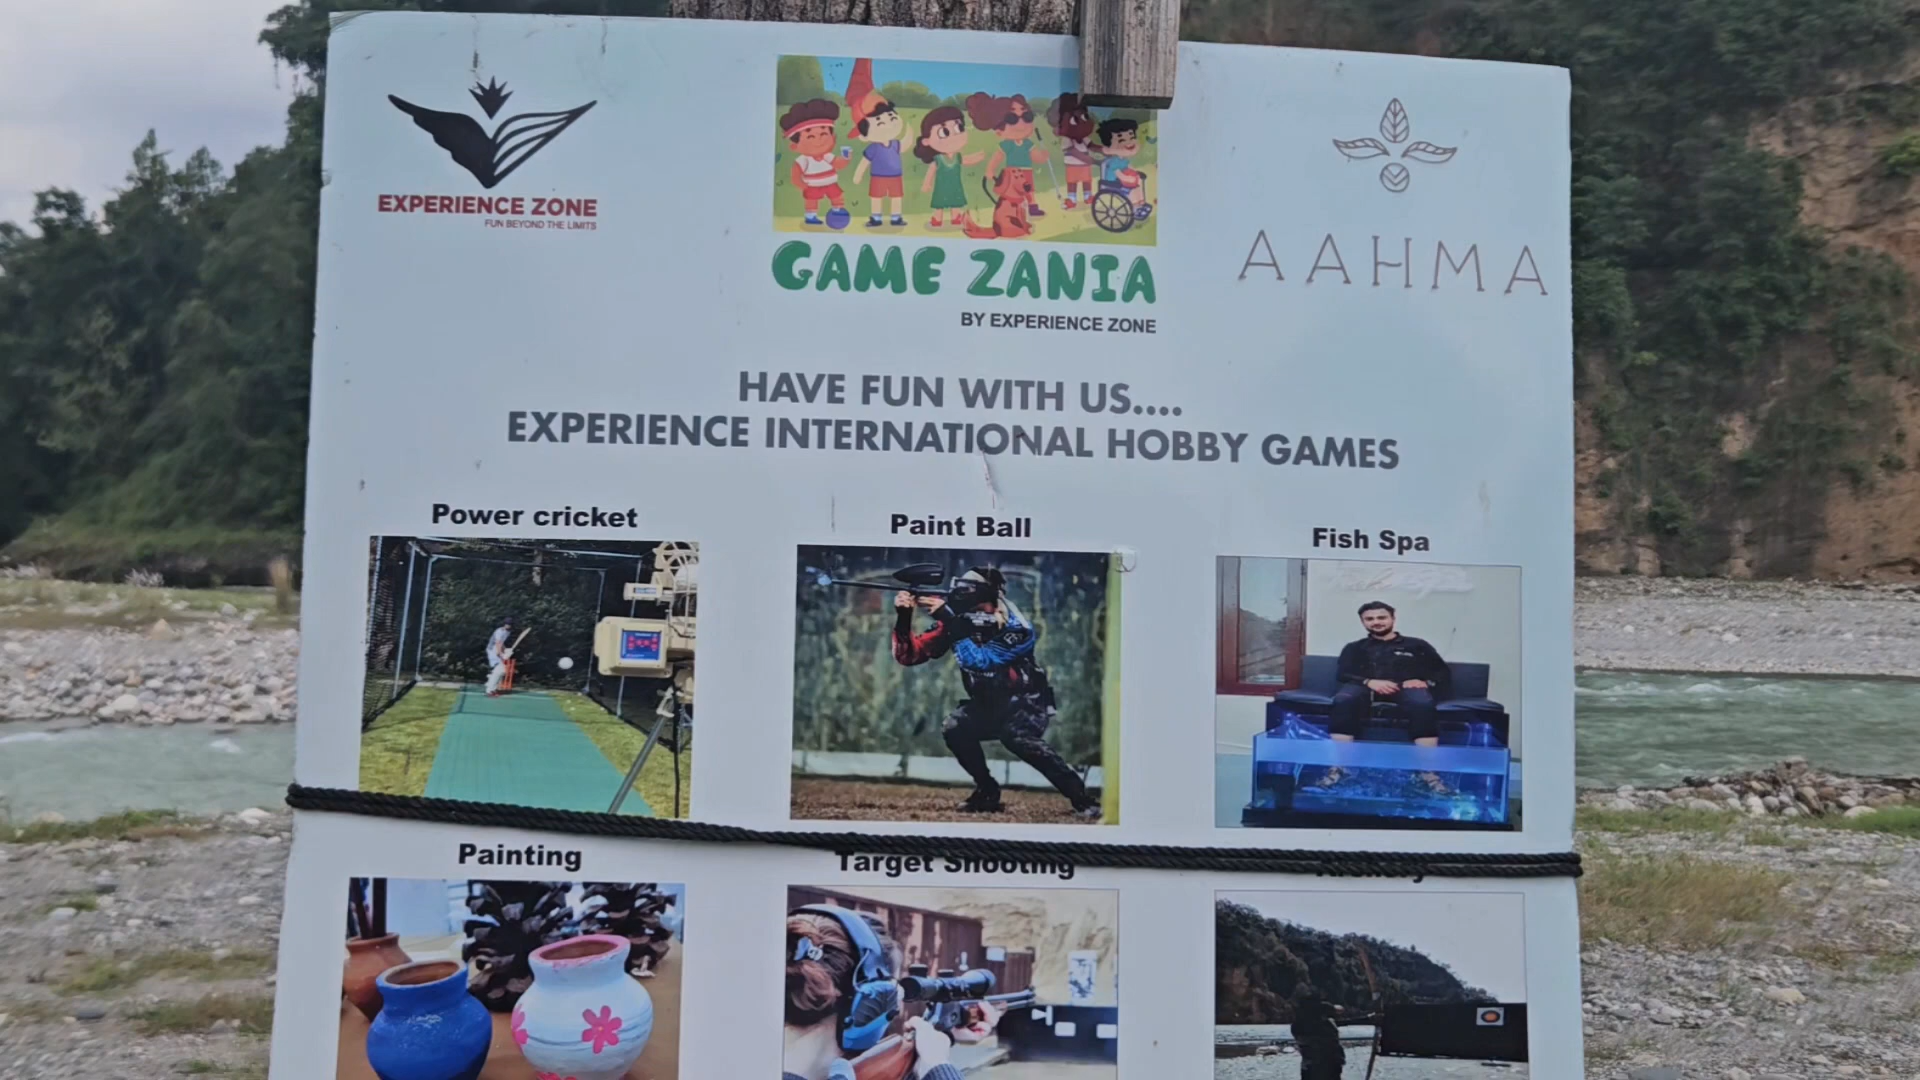 EXPERIENCE ZONE
FUN BEYOND THE LIMITS
GAME ZANIA
BY EXPERIENCE ZONE
AAHMA
HAVE FUN WITH US....
EXPERIENCE INTERNATIONAL HOBBY GAMES
Power cricket
Paint Ball
Fish Spa
Painting
Target Shooting